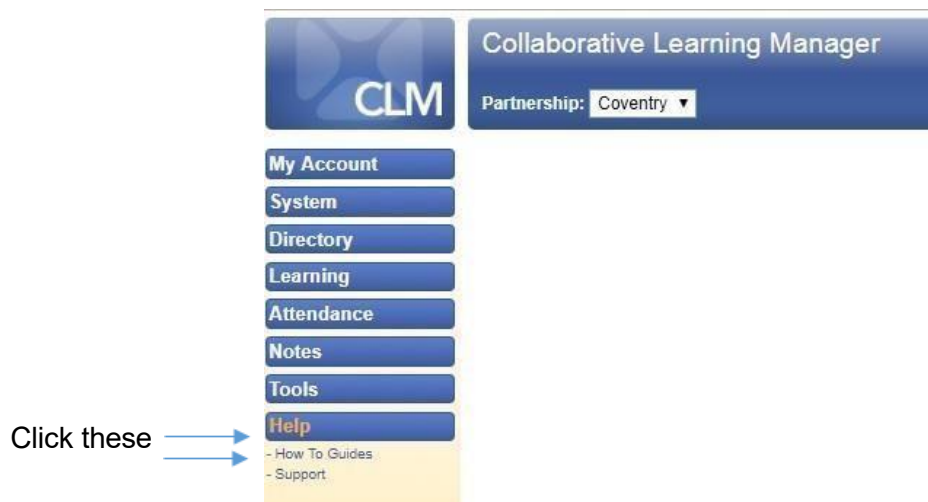 CLM
Collaborative Learning Manager
Partnership: Coventry
My Account
System
Directory
Learning
Attendance
Notes
Tools
Help
Click these
- How To Guides
- Support